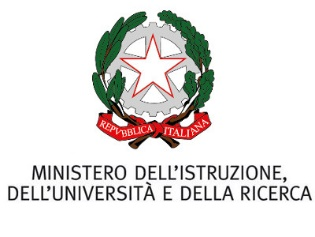 REPVBBLICA ITALIANA
MINISTERO DELL'ISTRUZIONE,
DELL'UNIVERSITÀ E DELLA RICERCA